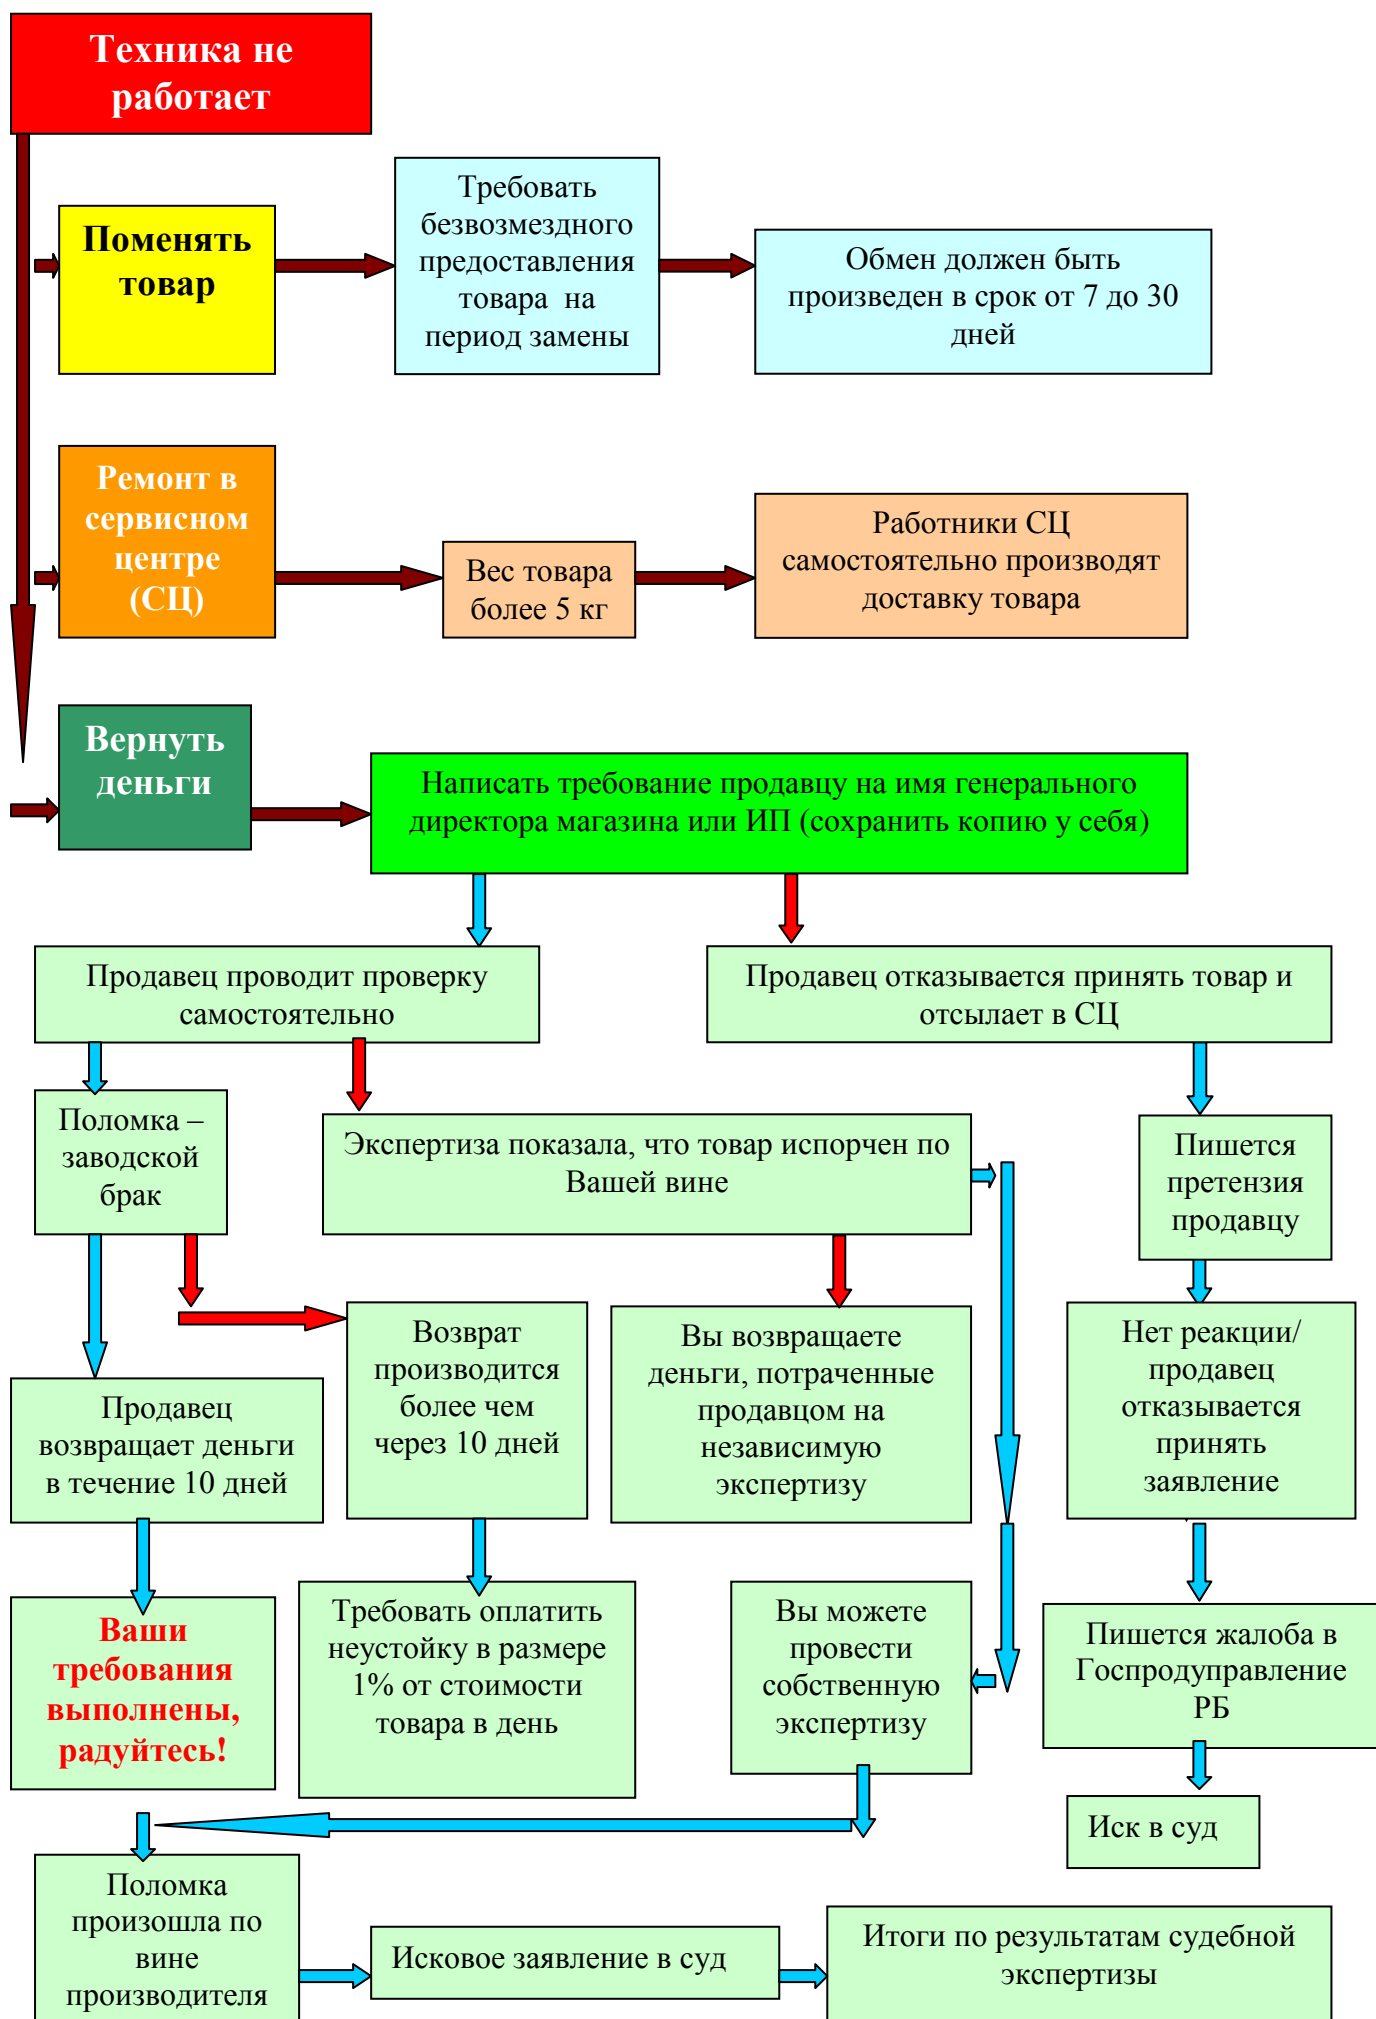 Техника не
работает
Поменять
товар
Требовать
безвозмездного
предоставления
товара на
период замены
Обмен должен быть
произведен в срок от 7 до 30
дней
Ремонт в
сервисном
центре
(СЦ)
Вес товара
более 5 кг
Работники СЦ
самостоятельно производят
доставку товара
Вернуть
деньги
Написать требование продавцу на имя генерального
директора магазина или ИП (сохранить копию у себя)
Продавец проводит проверку
самостоятельно
Продавец отказывается принять товар и
отсылает в СЦ
Поломка –
заводской
брак
Экспертиза показала, что товар испорчен по
Вашей вине
Пишется
претензия
продавцу
Продавец
возвращает деньги
в течение 10 дней
Возврат
производится
более чем
через 10 дней
Вы возвращаете
деньги, потраченные
продавцом на
независимую
экспертизу
Нет реакции/
продавец
отказывается
принять
заявление
Ваши
требования
выполнены,
радуйтесь!
Требовать оплатить
неустойку в размере
1% от стоимости
товара в день
Вы можете
провести
собственную
экспертизу
Пишется жалоба в
Госпродуправление
РБ
Иск в суд
Поломка
произошла по
вине
производителя
Исковое заявление в суд
Итоги по результатам судебной
экспертизы